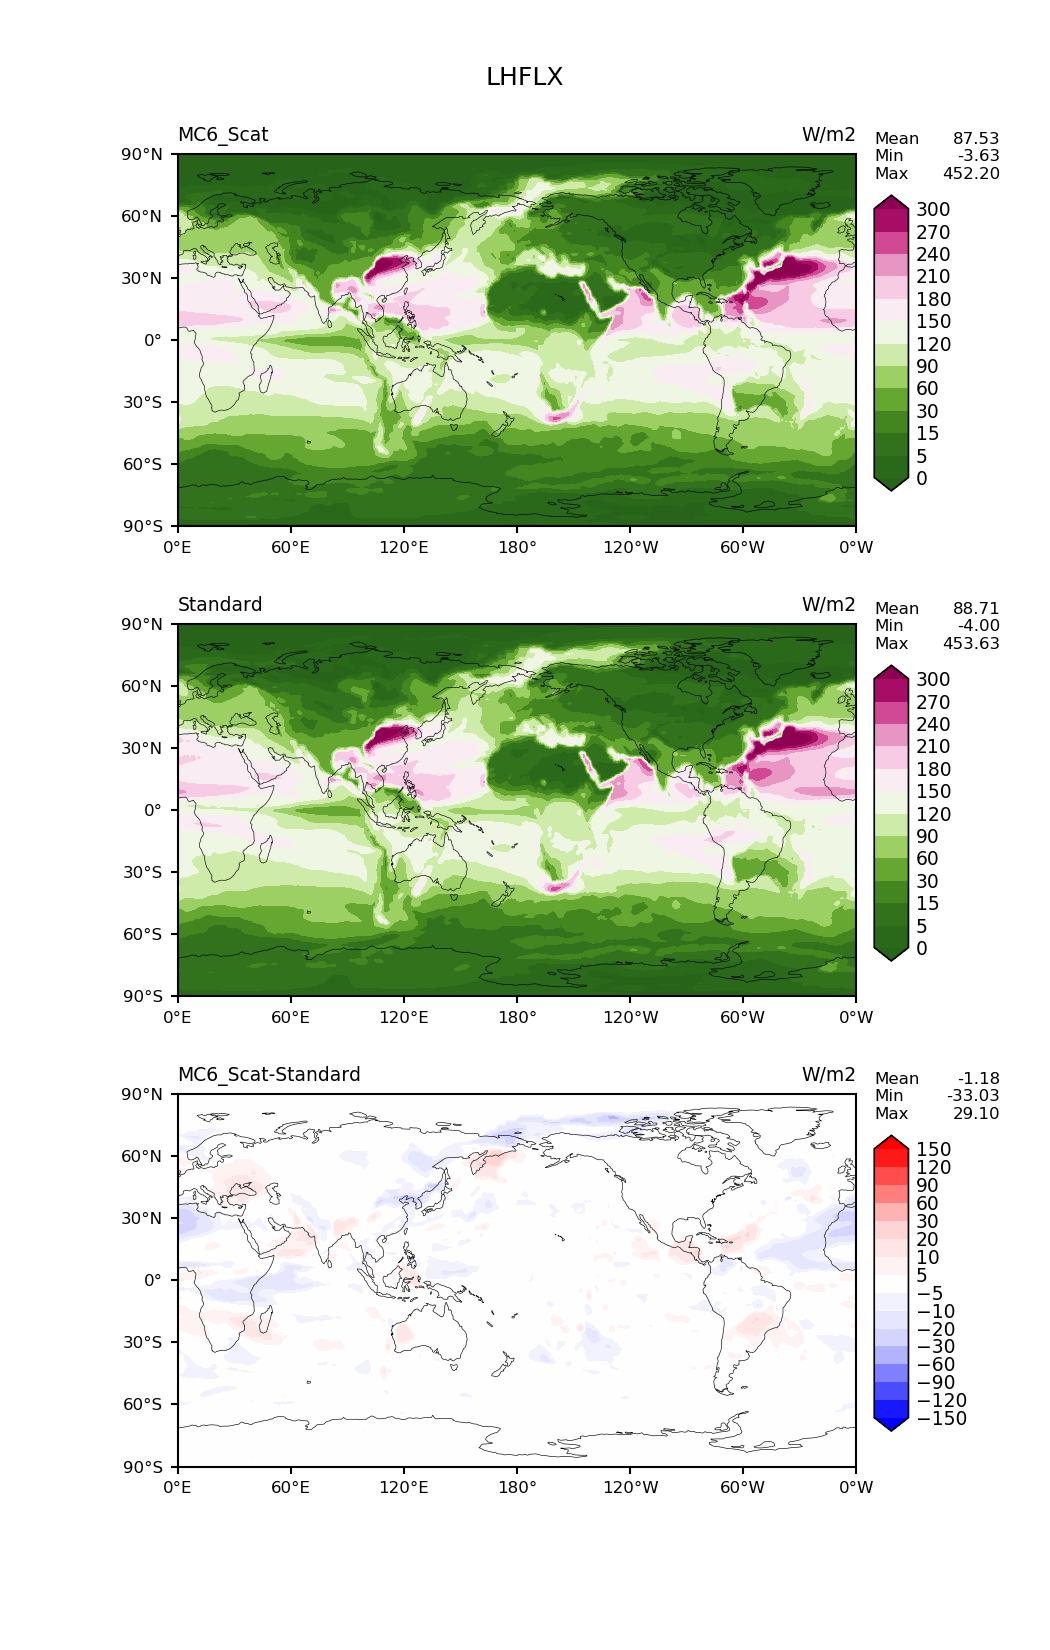 LHFLX
MC6_Scat W/m2
Mean 87.53
Min -3.63
Max 452.20
90°N
60°N
30°N
0°
30°S
60°S
90°S
0°E 60°E 120°E 180° 120°W 60°W 0°W
300
270
240
210
180
150
120
90
60
30
15
5
0
Standard W/m2
Mean 88.71
Min -4.00
Max 453.63
90°N
60°N
30°N
0°
30°S
60°S
90°S
0°E 60°E 120°E 180° 120°W 60°W 0°W
300
270
240
210
180
150
120
90
60
30
15
5
0
MC6_Scat-Standard W/m2
Mean -1.18
Min -33.03
Max 29.10
90°N
60°N
30°N
0°
30°S
60°S
90°S
0°E 60°E 120°E 180° 120°W 60°W 0°W
150
120
90
60
30
20
10
5
−5
−10
−20
−30
−60
−90
−120
−150